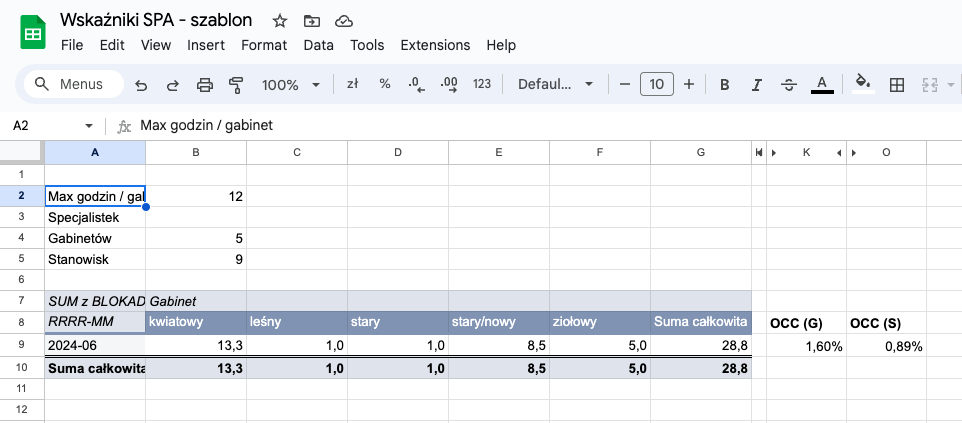 Wskaźniki SPA - szablon
File Edit View Insert Format Data Tools Extensions Help
Menus 100% zł % .0 .00 123 Defaul... 10 B I A
A2 fx Max godzin / gabinet
A B C D E F G K O
1
2 Max godzin / gal 12
3 Specjalistek
4 Gabinetów 5
5 Stanowisk 9
6
7 SUM z BLOKAD Gabinet
8 RRRR-MM kwiatowy leśny stary stary/nowy ziołowy Suma całkowita OCC (G) OCC (S)
9 2024-06 13,3 1,0 1,0 8,5 5,0 28,8 1,60% 0,89%
10 Suma całkowita 13,3 1,0 1,0 8,5 5,0 28,8
11
12